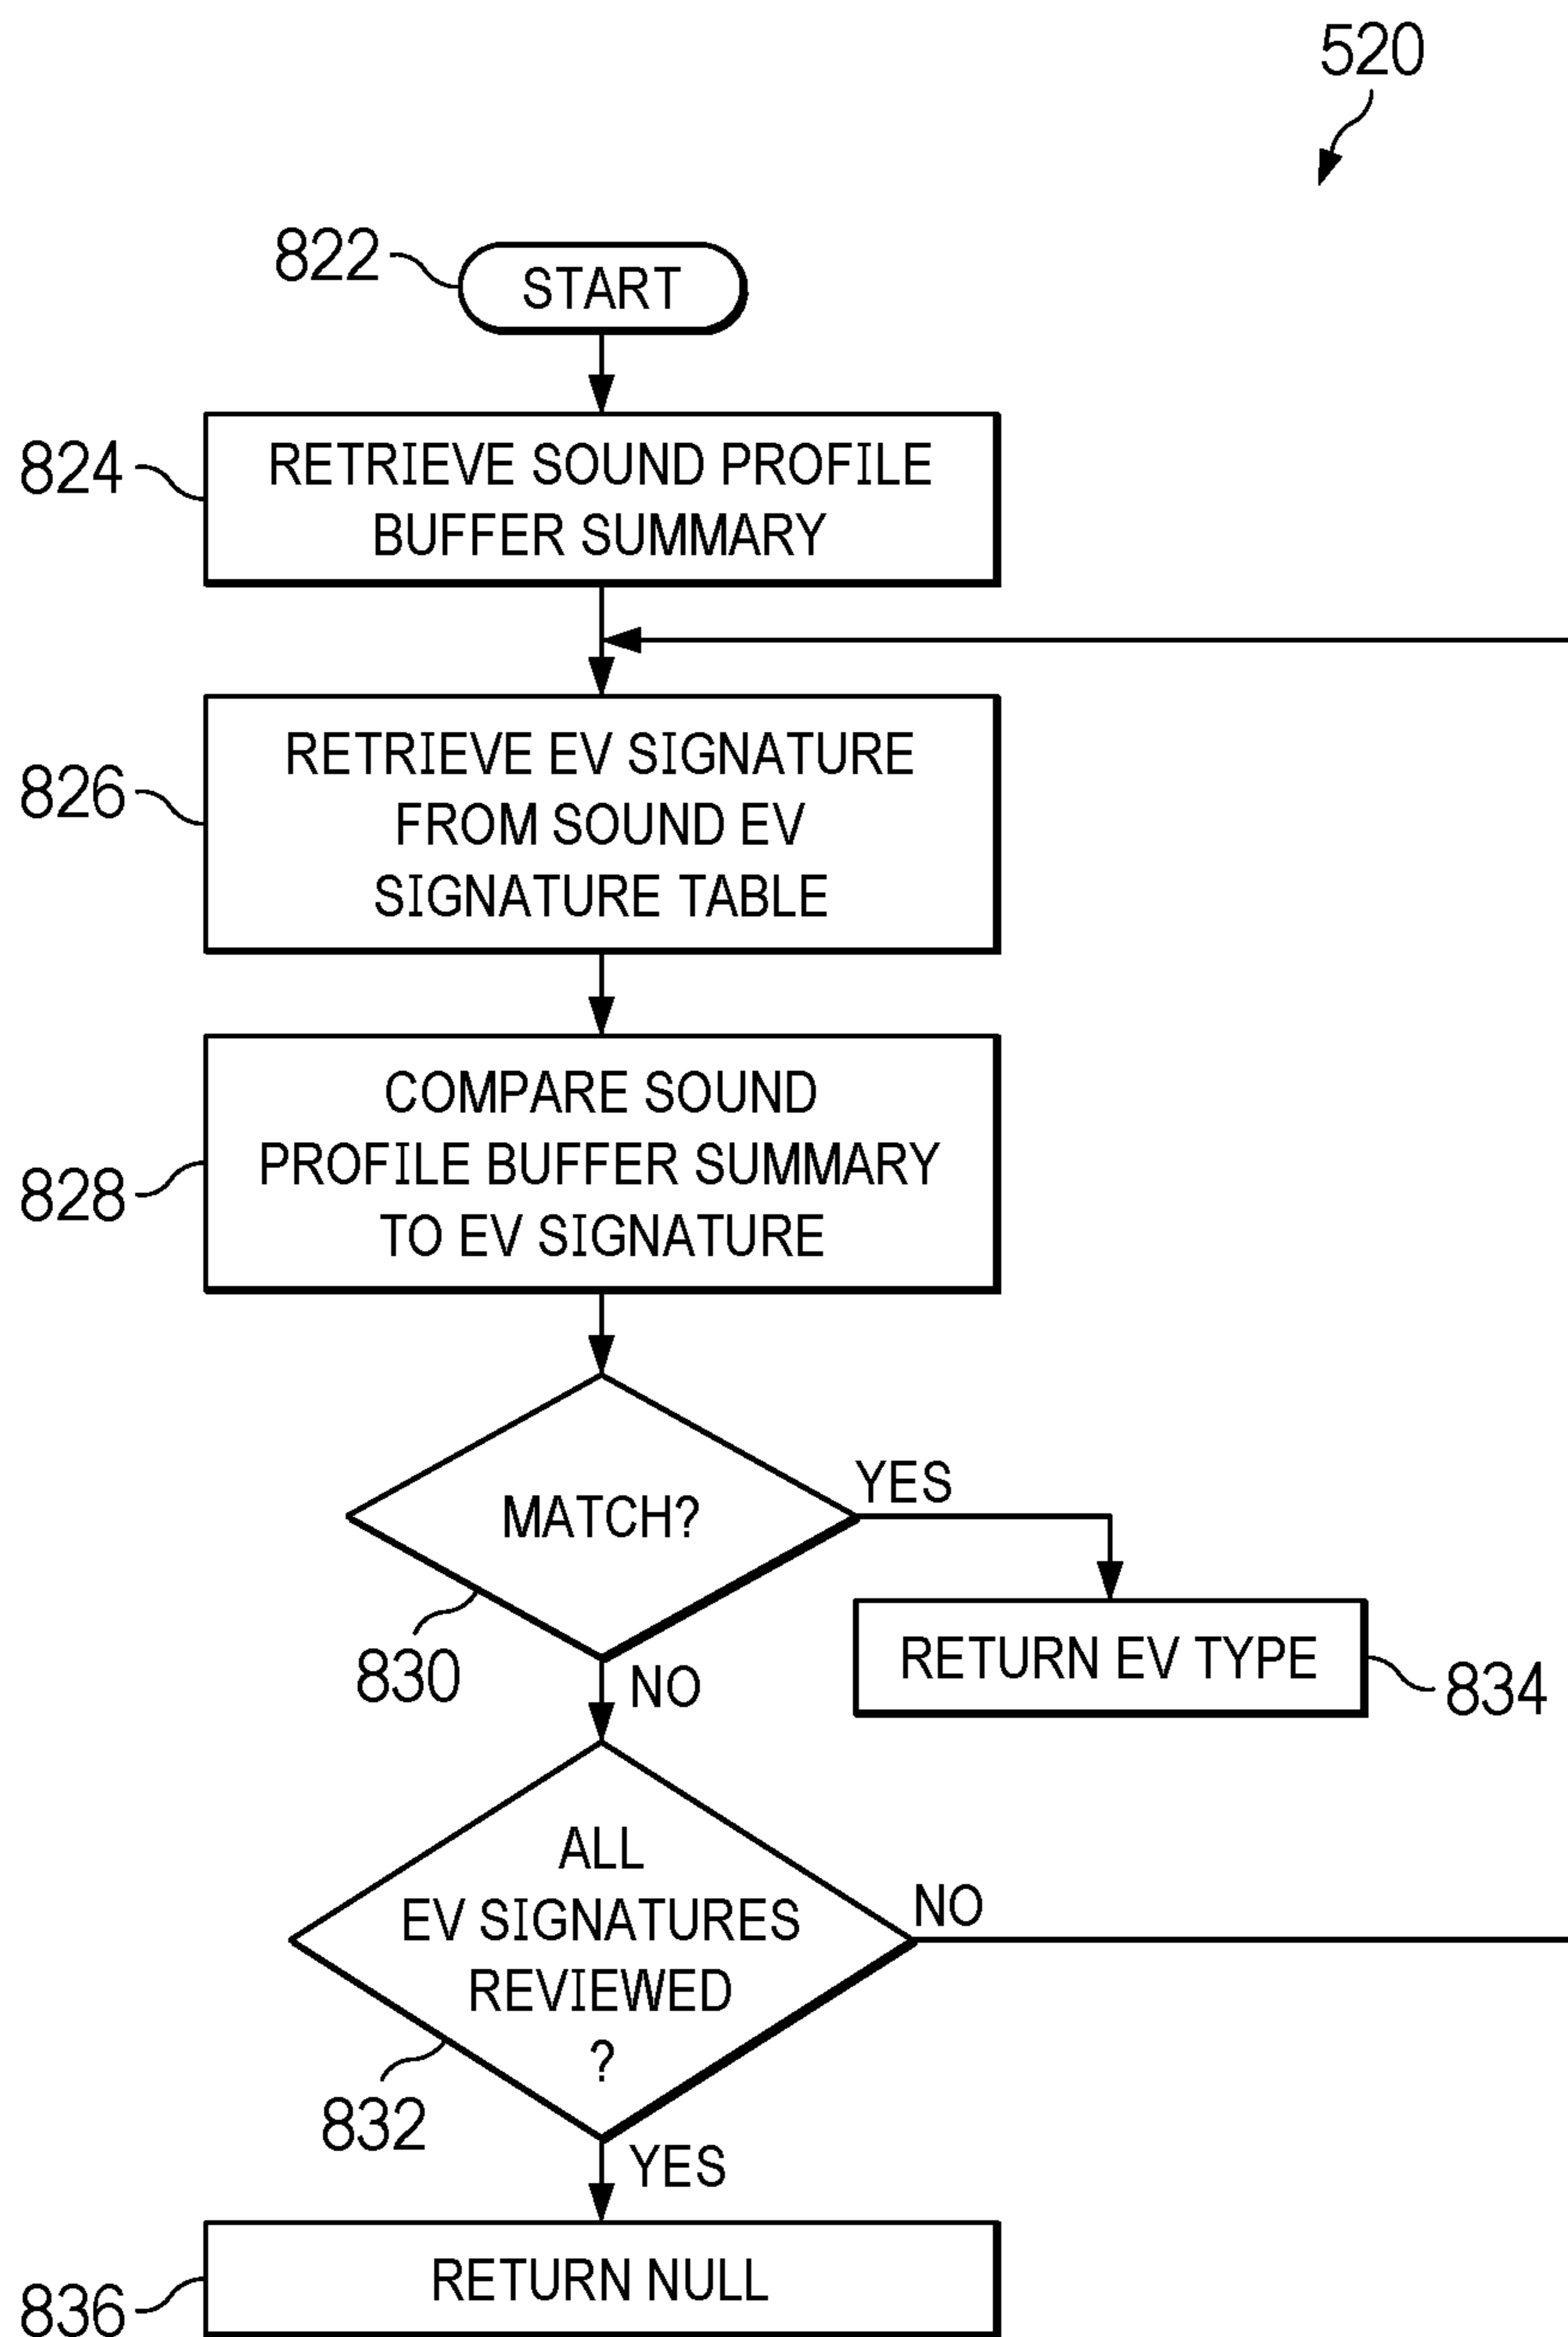 520
822
START
824
RETRIEVE SOUND PROFILE
BUFFER SUMMARY
826
RETRIEVE EV SIGNATURE
FROM SOUND EV
SIGNATURE TABLE
828
COMPARE SOUND
PROFILE BUFFER SUMMARY
TO EV SIGNATURE
MATCH?
YES
830
NO
RETURN EV TYPE
834
ALL
EV SIGNATURES
REVIEWED
?
NO
832
YES
RETURN NULL
836